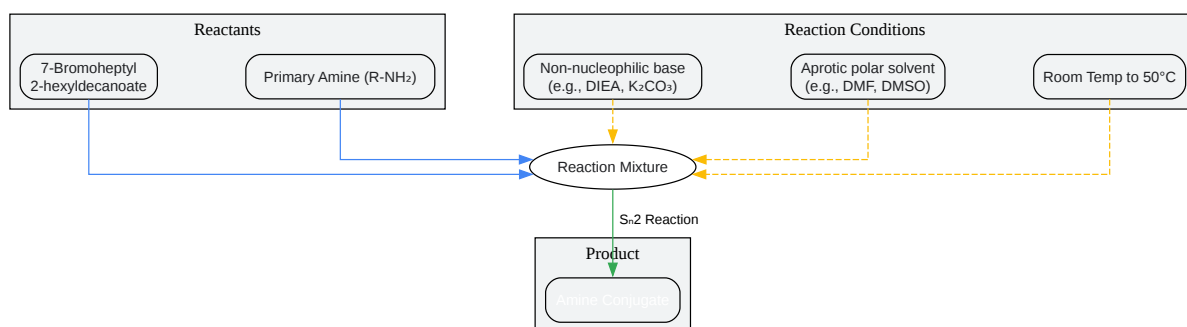 Reactants
Reaction Conditions
7-Bromoheptyl
2-hexyldecanoate
Primary Amine (R-NH₂)
Non-nucleophilic base
(e.g., DIEA, K₂CO₃)
Aprotic polar solvent
(e.g., DMF, DMSO)
Room Temp to 50°C
Reaction Mixture
Sₙ2 Reaction
Product
Amine Conjugate